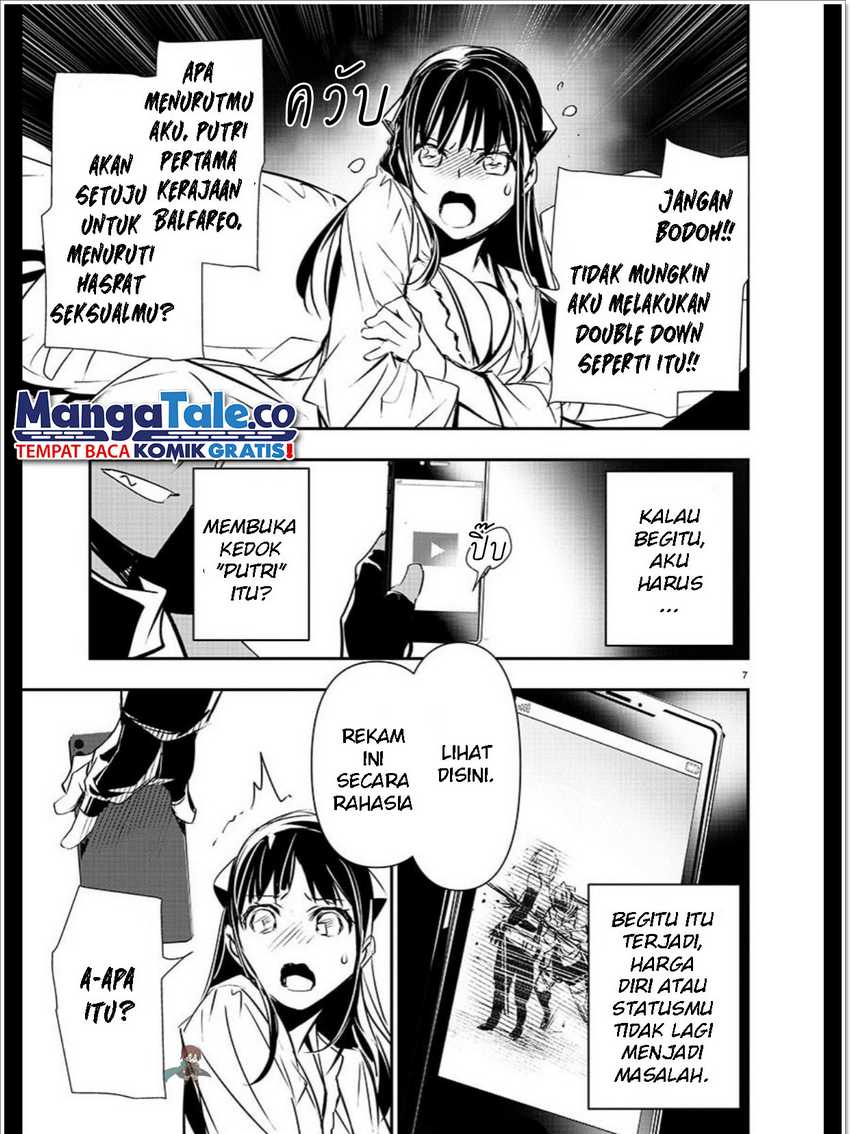 JANGAN
BODOH!!
TIDAK MUNGKIN
AKU MELAKUKAN
DOUBLE DOWN
SEPERTI ITU!!
ควับ
APA
MENURUTMU
AKU, PUTRI
PERTAMA
KERAJAAN
BALFAREO,
AKAN
SETUJU
UNTUK
MENURUTI
HASRAT
SEKSUALMU?
MangaTale.co
TEMPAT BACA KOMIK GRATIS!
KALAU
BEGITU,
AKU
HARUS
...
ปิ๊บ
MEMBUKA
KEDOK
"PUTRI"
ITU?
7
LIHAT
DISINI.
REKAM
INI
SECARA
RAHASIA
BEGITU ITU
TERJADI,
HARGA
DIRI ATAU
STATUSMU
TIDAK LAGI
MENJADI
MASALAH.
A-APA
ITU?